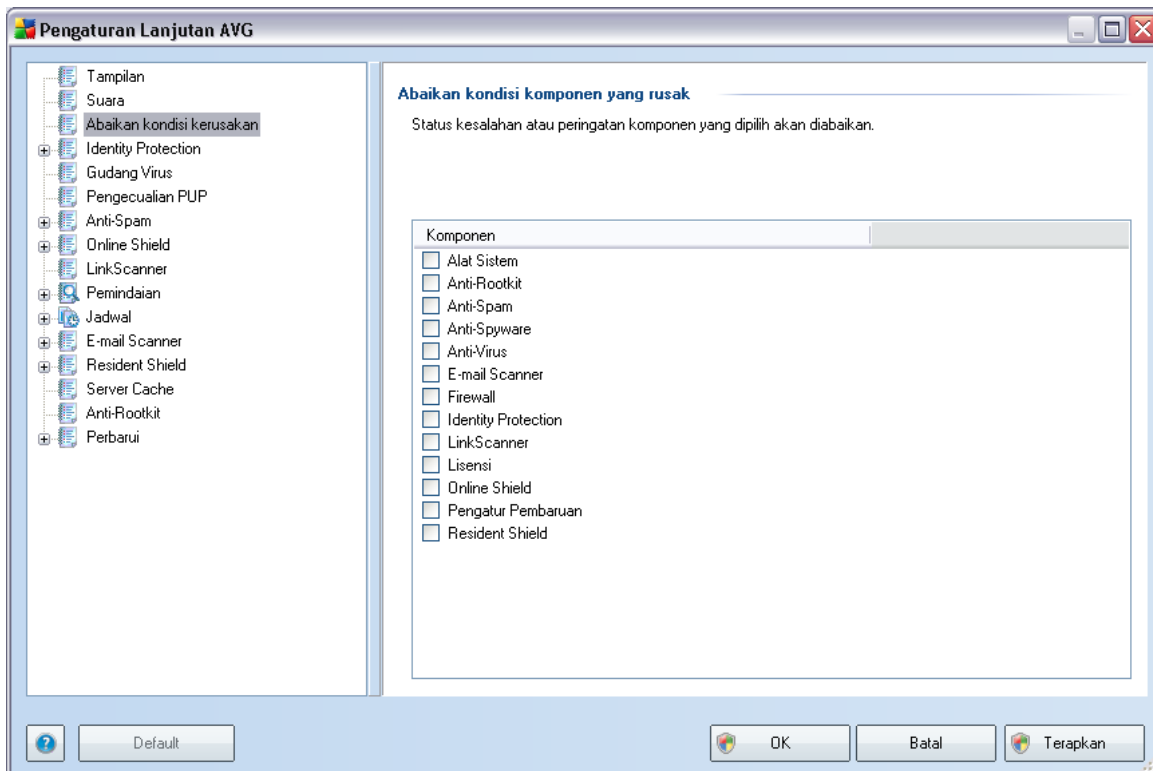 Pengaturan Lanjutan AVG
Tampilan
Suara
Abaikan kondisi kerusakan
Identity Protection
Gudang Virus
Pengecualian PUP
Anti-Spam
Online Shield
LinkScanner
Pemindaian
Jadwal
E-mail Scanner
Resident Shield
Server Cache
Anti-Rootkit
Perbarui
Abaikan kondisi komponen yang rusak
Status kesalahan atau peringatan komponen yang dipilih akan diabaikan.
Komponen
Alat Sistem
Anti-Rootkit
Anti-Spam
Anti-Spyware
Anti-Virus
E-mail Scanner
Firewall
Identity Protection
LinkScanner
Lisensi
Online Shield
Pengatur Pembaruan
Resident Shield
? Default OK Batal Terapkan